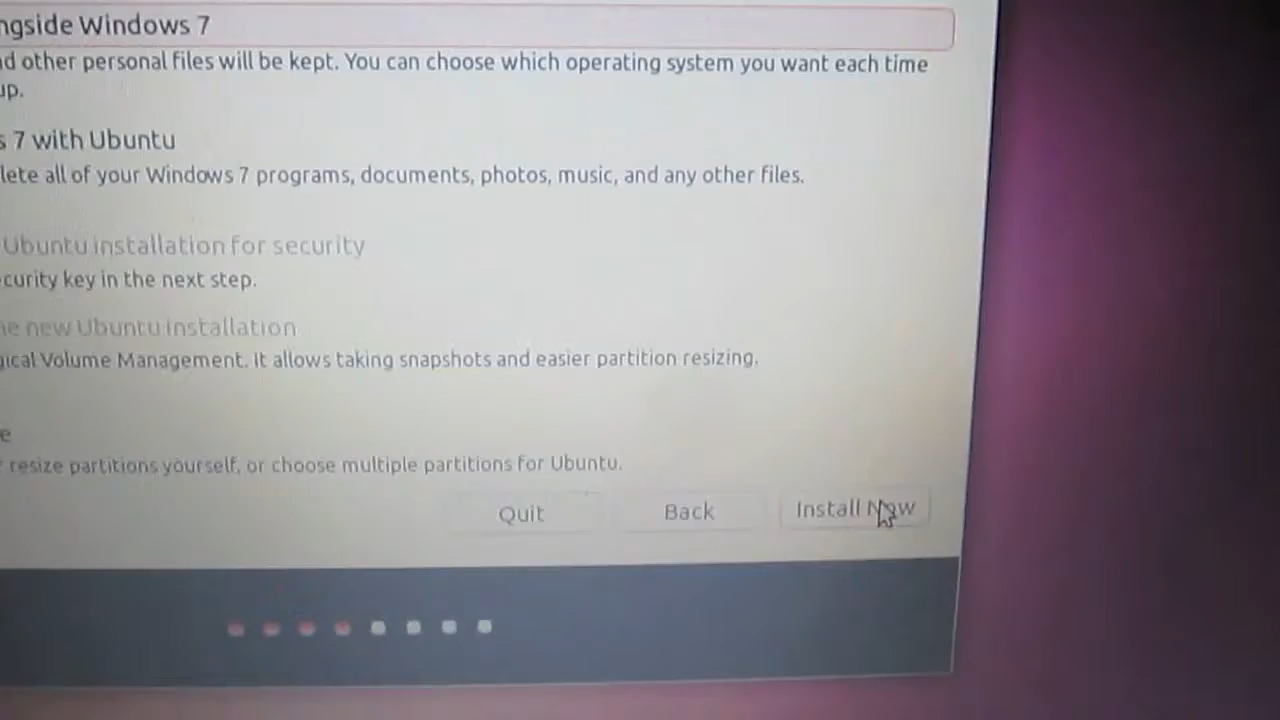 ngside Windows 7
d other personal files will be kept. You can choose which operating system you want each time
up.
s 7 with Ubuntu
lete all of your Windows 7 programs, documents, photos, music, and any other files.
Ubuntu installation for security
curity key in the next step.
he new Ubuntu installation
gical Volume Management. It allows taking snapshots and easier partition resizing.
e
r resize partitions yourself, or choose multiple partitions for Ubuntu.
Quit Back Install Now